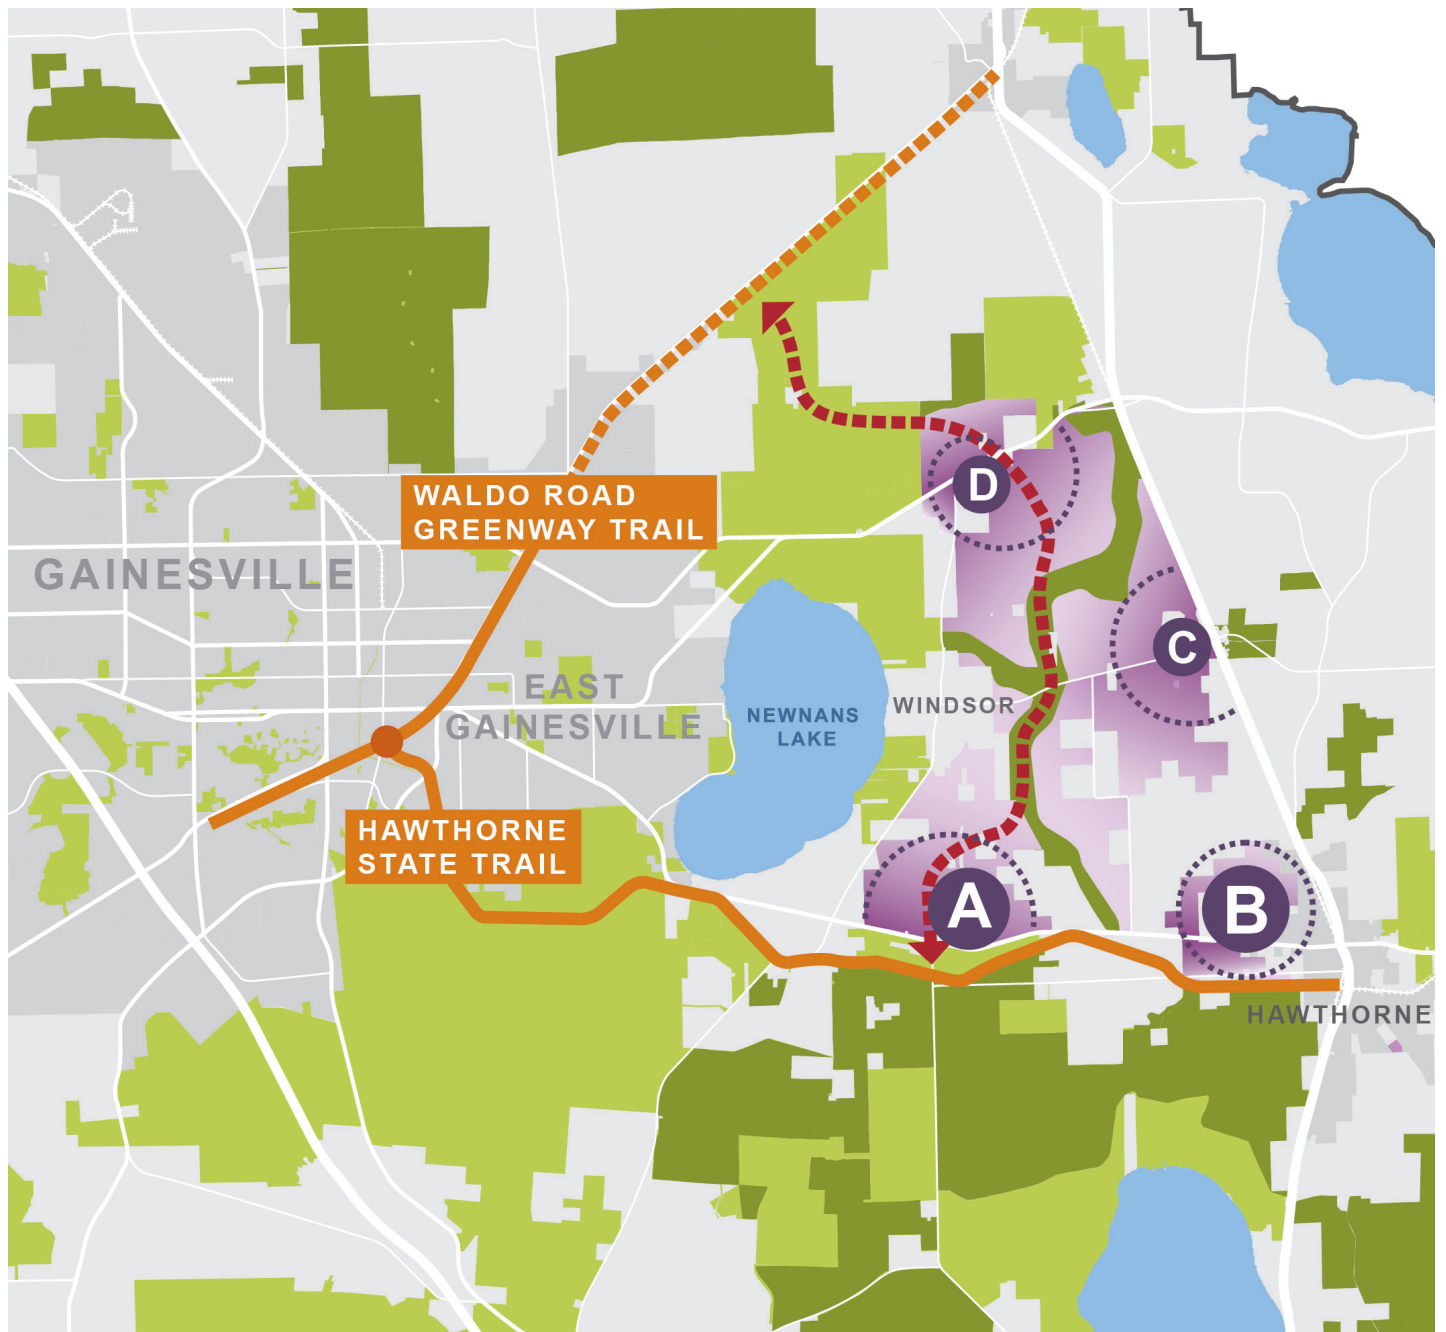 D
WALDO ROAD
GREENWAY TRAIL
GAINESVILLE
C
EAST
GAINESVILLE
WINDSOR
NEWNANS
LAKE
HAWTHORNE
STATE TRAIL
A
B
HAWTHORNE